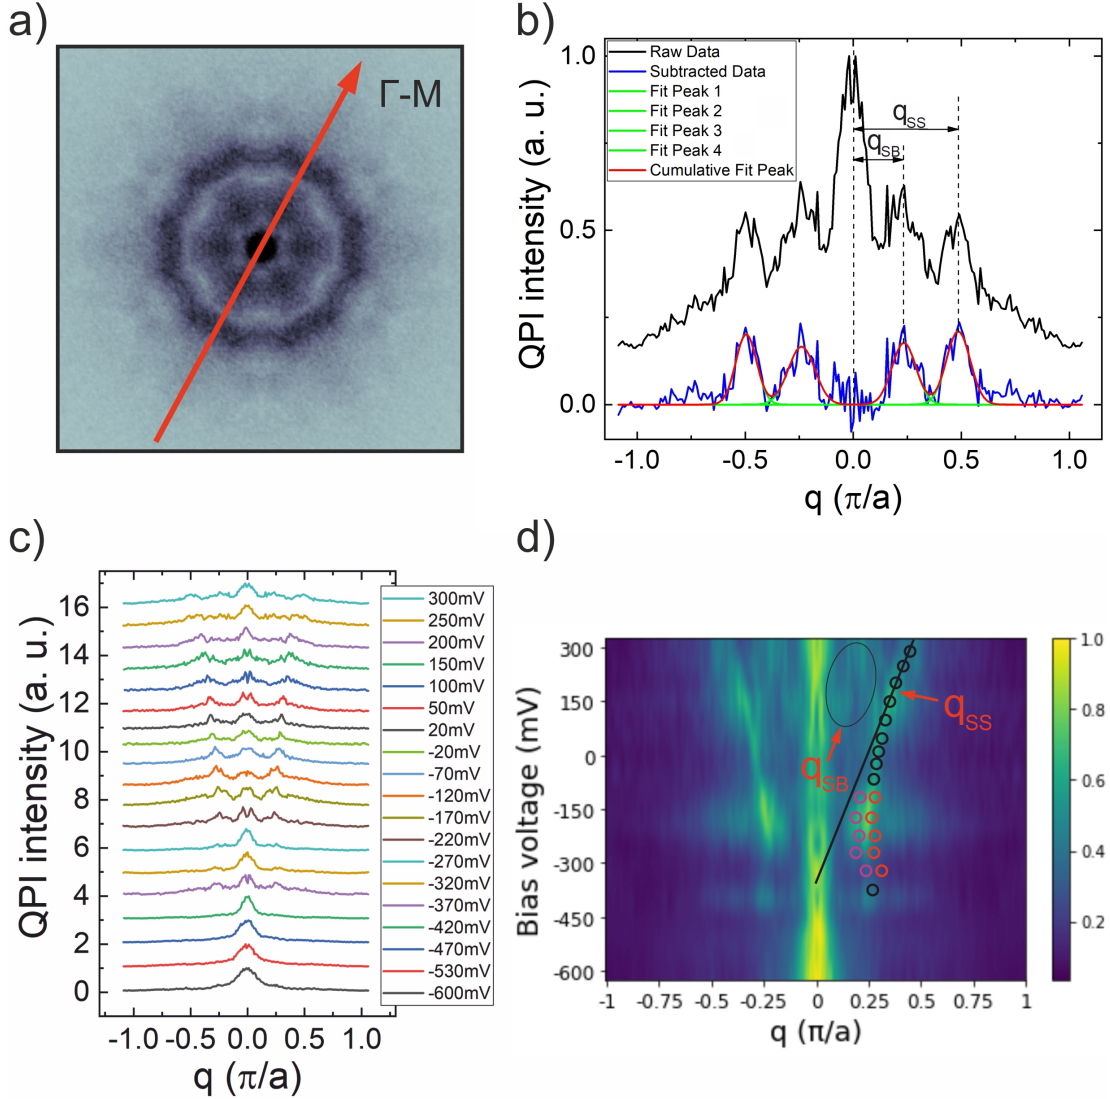 a)
Γ-M
b)
QPI intensity (a. u.)
1.0
0.5
0.0
Raw Data
Subtracted Data
Fit Peak 1
Fit Peak 2
Fit Peak 3
Fit Peak 4
Cumulative Fit Peak
qSS
qSB
-1.0 -0.5 0.0 0.5 1.0
q (π/a)
c)
QPI intensity (a. u.)
16
14
12
10
8
6
4
2
0
300mV
250mV
200mV
150mV
100mV
50mV
20mV
-20mV
-70mV
-120mV
-170mV
-220mV
-270mV
-320mV
-370mV
-420mV
-470mV
-530mV
-600mV
-1.0 -0.5 0.0 0.5 1.0
q (π/a)
d)
Bias voltage (mV)
300
150
0
-150
-300
-450
-600
qSS
qSB
1.0
0.8
0.6
0.4
0.2
-1 -0.75 -0.5 -0.25 0 0.25 0.5 0.75 1
q (π/a)